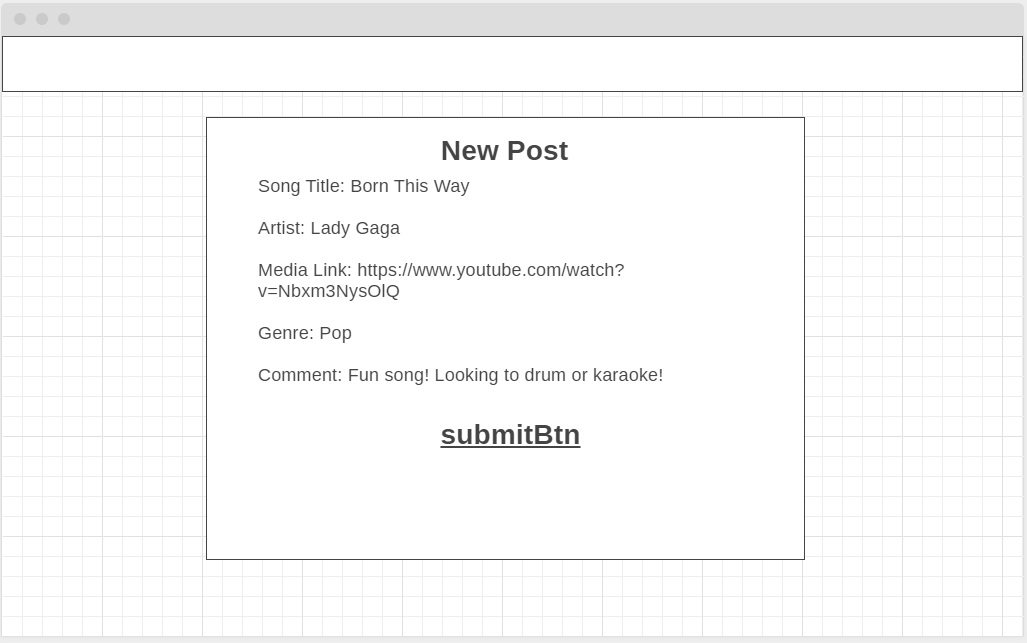 New Post
Song Title: Born This Way
Artist: Lady Gaga
Media Link: https://www.youtube.com/watch?
v=Nbxm3NysOlQ
Genre: Pop
Comment: Fun song! Looking to drum or karaoke!
submitBtn